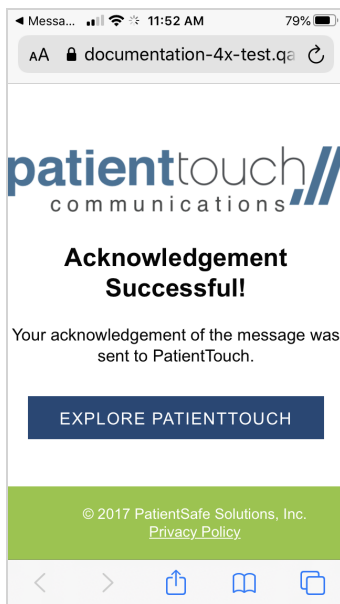 ◀ Messa... 11:52 AM 79%
AA documentation-4x-test.qa
patienttouch
communications
Acknowledgement
Successful!
Your acknowledgement of the message was
sent to PatientTouch.
EXPLORE PATIENTTOUCH
© 2017 PatientSafe Solutions, Inc.
Privacy Policy